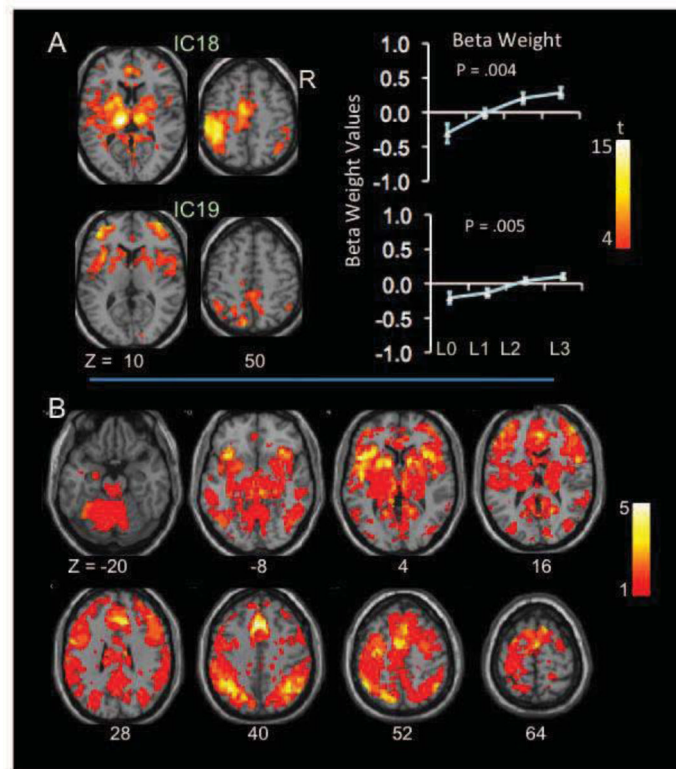 A
IC18
R
Beta Weight
P = .004
1.0
0.5
0.0
-0.5
-1.0
t
15
4
Beta Weight Values
IC19
P = .005
1.0
0.5
0.0
-0.5
-1.0
L0 L1 L2 L3
Z = 10 50
B
Z = -20 -8 4 16
5
1
28 40 52 64